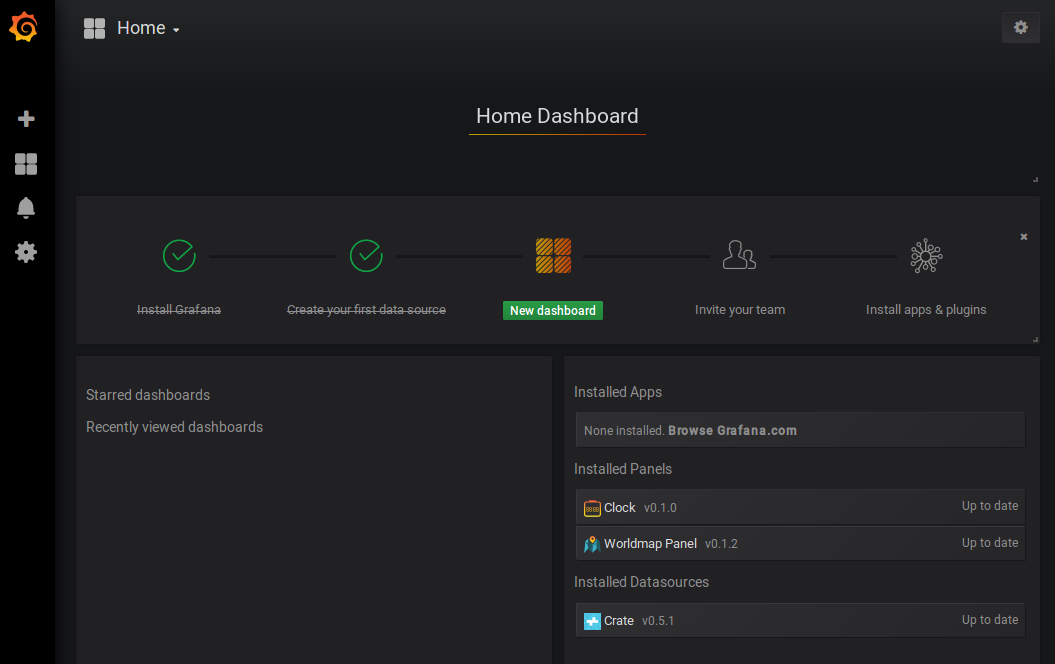 Home
Home Dashboard
Install Grafana
Create your first data source
New dashboard
Invite your team
Install apps & plugins
Starred dashboards
Recently viewed dashboards
Installed Apps
None installed. Browse Grafana.com
Installed Panels
Clock v0.1.0 Up to date
Worldmap Panel v0.1.2 Up to date
Installed Datasources
Crate v0.5.1 Up to date